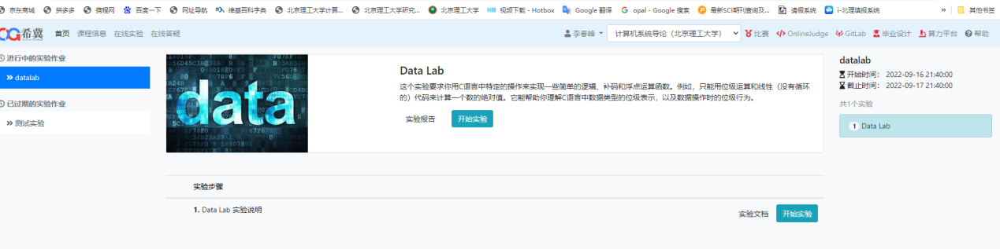 京东商城 拼多多 携程网 百度一下 网址导航 维基百科字典 北京理工大学计算... 北京理工大学研究... 北京理工大学 视频下载 - Hotbox Google 翻译 opal - Google 搜索 最新SCI期刊查询及... 请假系统 i-北理填报系统 » 其他书签
希冀 首页 课程信息 在线实验 在线答疑 李春峰 计算机系统导论（北京理工大学） 比赛 OnlineJudge GitLab 毕业设计 算力平台 帮助
进行中的实验作业
datalab
已过期的实验作业
测试实验
data
Data Lab
这个实验要求你用C语言中特定的操作来实现一些简单的逻辑、补码和浮点运算函数。例如，只能用位级运算和线性（没有循环
的）代码来计算一个数的绝对值。它能帮助你理解C语言中数据类型的位级表示，以及数据操作时的位级行为。
实验报告 开始实验
实验步骤
1. Data Lab 实验说明 实验文档 开始实验
datalab
开始时间： 2022-09-16 21:40:00
截止时间： 2022-09-17 21:40:00
共1个实验
1 Data Lab